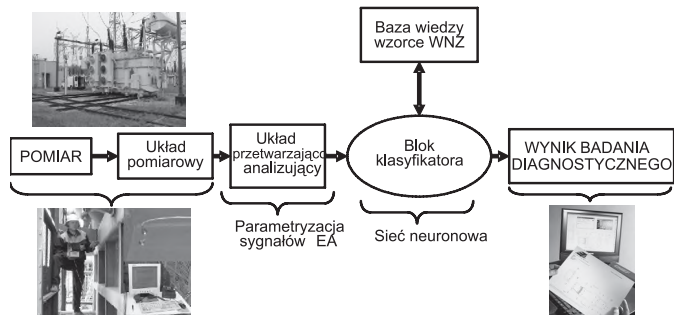 Baza wiedzy
wzorce WNZ
POMIAR
Układ
pomiarowy
Układ
przetwarzająco
analizujący
Blok
klasyfikatora
WYNIK BADANIA
DIAGNOSTYCZNEGO
Parametryzacja
sygnałów EA
Sieć neuronowa